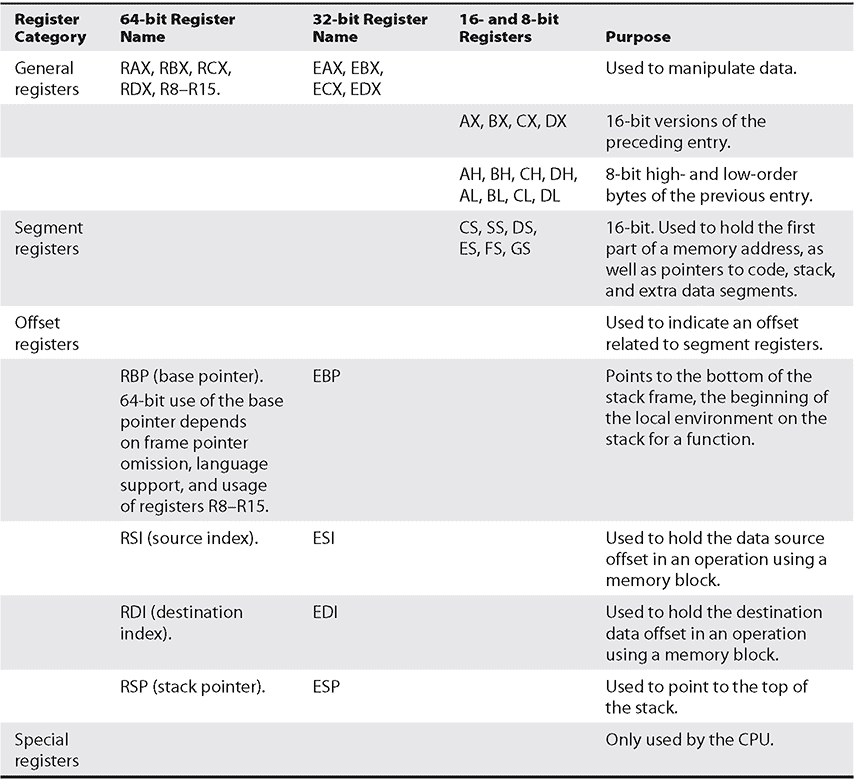 Register Category 64-bit Register Name 32-bit Register Name 16- and 8-bit Registers Purpose
General registers RAX, RBX, RCX, RDX, R8–R15. EAX, EBX, ECX, EDX Used to manipulate data.
AX, BX, CX, DX 16-bit versions of the preceding entry.
AH, BH, CH, DH, AL, BL, CL, DL 8-bit high- and low-order bytes of the previous entry.
Segment registers CS, SS, DS, ES, FS, GS 16-bit. Used to hold the first part of a memory address, as well as pointers to code, stack, and extra data segments.
Offset registers Used to indicate an offset related to segment registers.
RBP (base pointer). 64-bit use of the base pointer depends on frame pointer omission, language support, and usage of registers R8–R15. EBP Points to the bottom of the stack frame, the beginning of the local environment on the stack for a function.
RSI (source index). ESI Used to hold the data source offset in an operation using a memory block.
RDI (destination index). EDI Used to hold the destination data offset in an operation using a memory block.
RSP (stack pointer). ESP Used to point to the top of the stack.
Special registers Only used by the CPU.